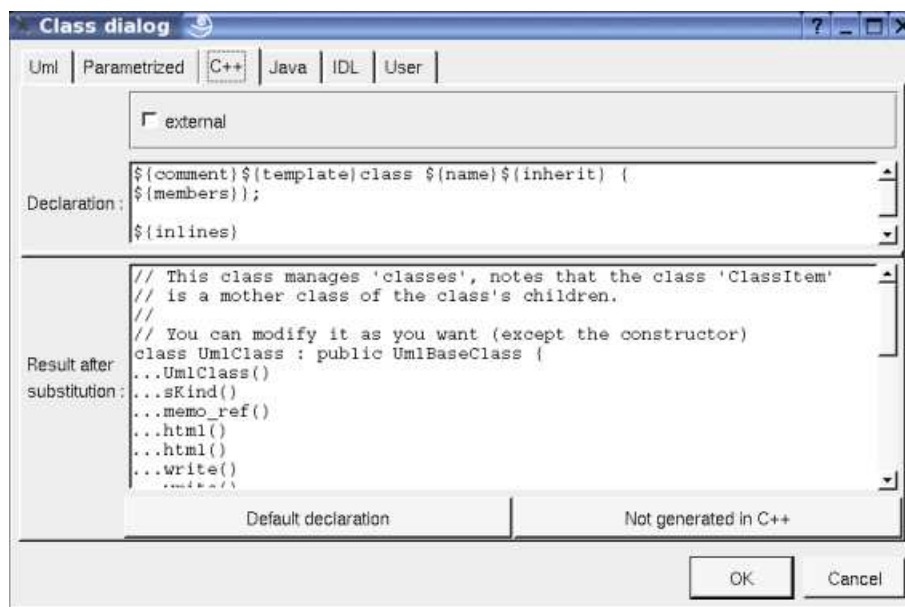 Class dialog
Uml Parametrized C++ Java IDL User
external
Declaration :
${comment}${template}class ${name}${inherit} {
${members}};
${inlines}
Result after
substitution :
// This class manages 'classes', notes that the class 'ClassItem'
// is a mother class of the class's children.
//
// You can modify it as you want (except the constructor)
class UmlClass : public UmlBaseClass {
...UmlClass()
...sKind()
...memo_ref()
...html()
...html()
...write()
Default declaration Not generated in C++
OK Cancel